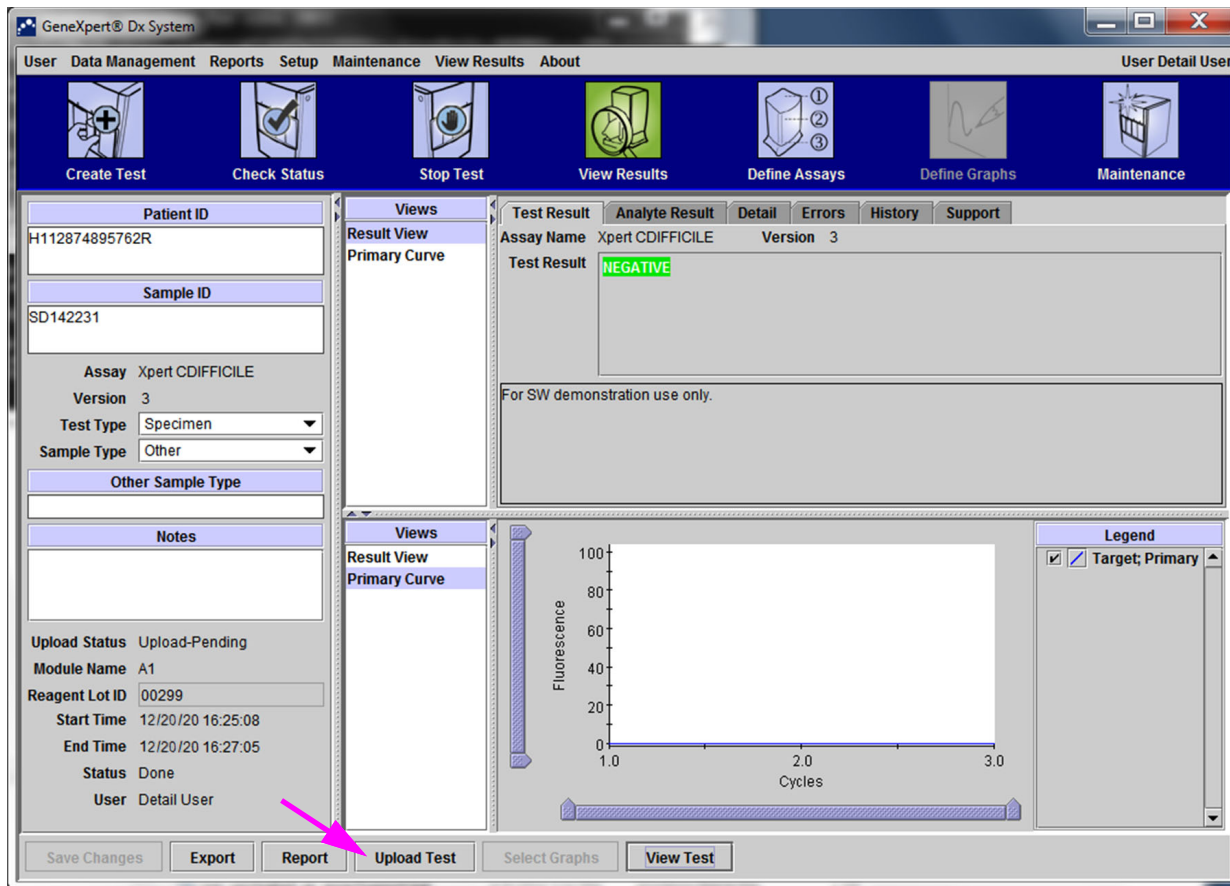 GeneXpert® Dx System
User Data Management Reports Setup Maintenance View Results About User Detail User
Create Test Check Status Stop Test View Results Define Assays Define Graphs Maintenance
①
②
③
Patient ID
H112874895762R
Sample ID
SD142231
Assay Xpert CDIFFICILE
Version 3
Test Type Specimen
Sample Type Other
Other Sample Type
Notes
Upload Status Upload-Pending
Module Name A1
Reagent Lot ID 00299
Start Time 12/20/20 16:25:08
End Time 12/20/20 16:27:05
Status Done
User Detail User
Views
Result View
Primary Curve
Test Result Analyte Result Detail Errors History Support
Assay Name Xpert CDIFFICILE Version 3
Test Result NEGATIVE
For SW demonstration use only.
Views
Result View
Primary Curve
Fluorescence
100
80
60
40
20
0
1.0 2.0 3.0
Cycles
Legend
Target; Primary
Save Changes Export Report Upload Test Select Graphs View Test